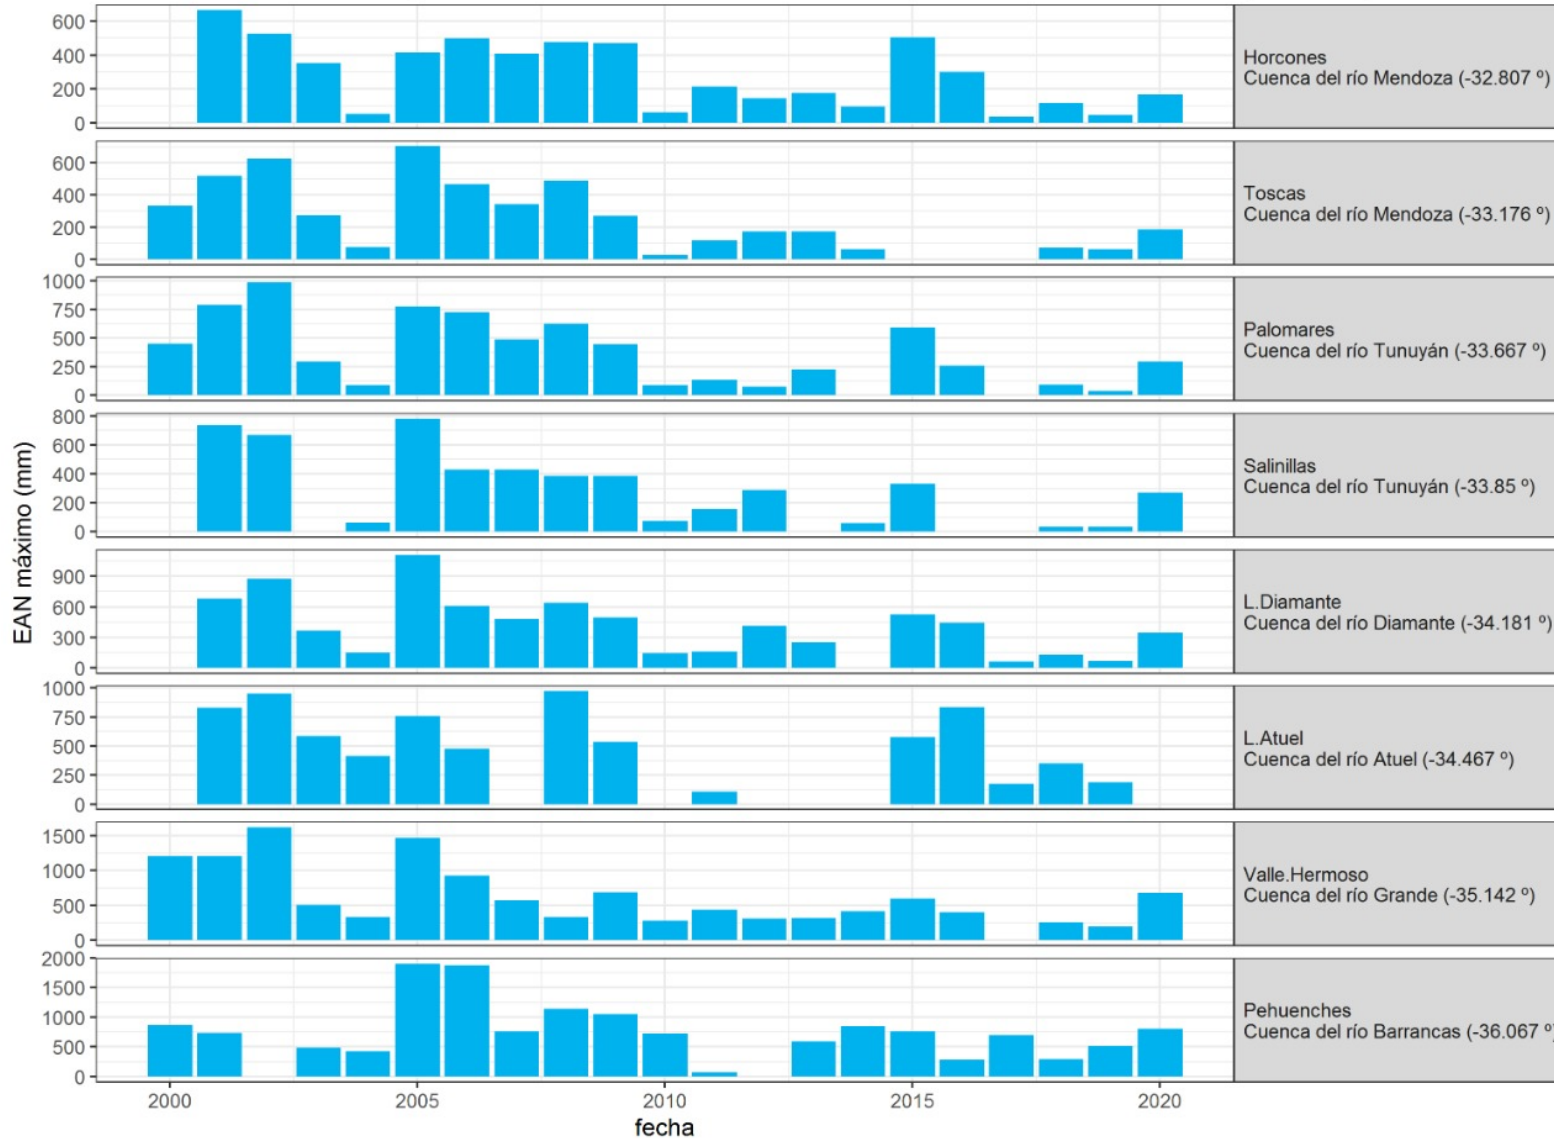 EAN máximo (mm)
600
400
200
0
Horcones
Cuenca del río Mendoza (-32.807 º)
600
400
200
0
Toscas
Cuenca del río Mendoza (-33.176 º)
1000
750
500
250
0
Palomares
Cuenca del río Tunuyán (-33.667 º)
800
600
400
200
0
Salinillas
Cuenca del río Tunuyán (-33.85 º)
900
600
300
0
L.Diamante
Cuenca del río Diamante (-34.181 º)
1000
750
500
250
0
L.Atuel
Cuenca del río Atuel (-34.467 º)
1500
1000
500
0
Valle.Hermoso
Cuenca del río Grande (-35.142 º)
2000
1500
1000
500
0
Pehuenches
Cuenca del río Barrancas (-36.067 º)
2000 2005 2010 2015 2020
fecha